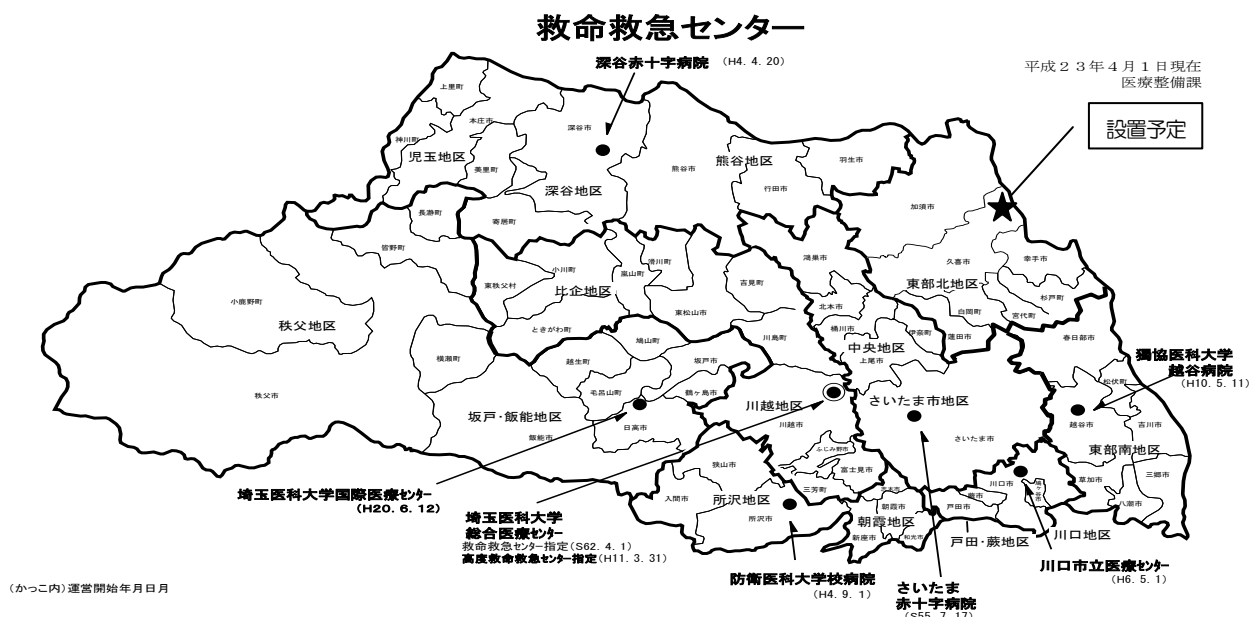 救命救急センター
深谷赤十字病院 (H4. 4. 20)
平成23年4月1日現在
医療整備課
設置予定
上里町
本庄市
神川町
児玉地区
美里町
深谷市
深谷地区
寄居町
熊谷地区
熊谷市
行田市
羽生市
加須市
長瀞町
皆野町
小鹿野町
秩父地区
秩父市
横瀬町
東秩父村
小川町
比企地区
嵐山町
滑川町
吉見町
東松山市
ときがわ町
鳩山町
川島町
鴻巣市
北本市
桶川市
伊奈町
中央地区
上尾市
久喜市
幸手市
東部北地区
杉戸町
白岡町
宮代町
蓮田市
春日部市
獨協医科大学
越谷病院
(H10. 5. 11)
松伏町
越谷市
吉川市
東部南地区
三郷市
草加市
八潮市
越生町
毛呂山町
坂戸市
鶴ヶ島市
坂戸・飯能地区
日高市
飯能市
川越地区
川越市
ふじみ野市
富士見市
三芳町
さいたま市地区
さいたま市
狭山市
入間市
所沢地区
所沢市
志木市
朝霞市
朝霞地区
新座市
和光市
戸田市
蕨市
戸田・蕨地区
川口市
鳩ヶ谷市
川口地区
埼玉医科大学国際医療センター
(H20. 6. 12)
埼玉医科大学
総合医療センター
救命救急センター指定(S62. 4. 1)
高度救命救急センター指定(H11. 3. 31)
防衛医科大学校病院
(H4. 9. 1)
さいたま
赤十字病院
(S55. 7. 17)
川口市立医療センター
(H6. 5. 1)
(かっこ内)運営開始年月日月